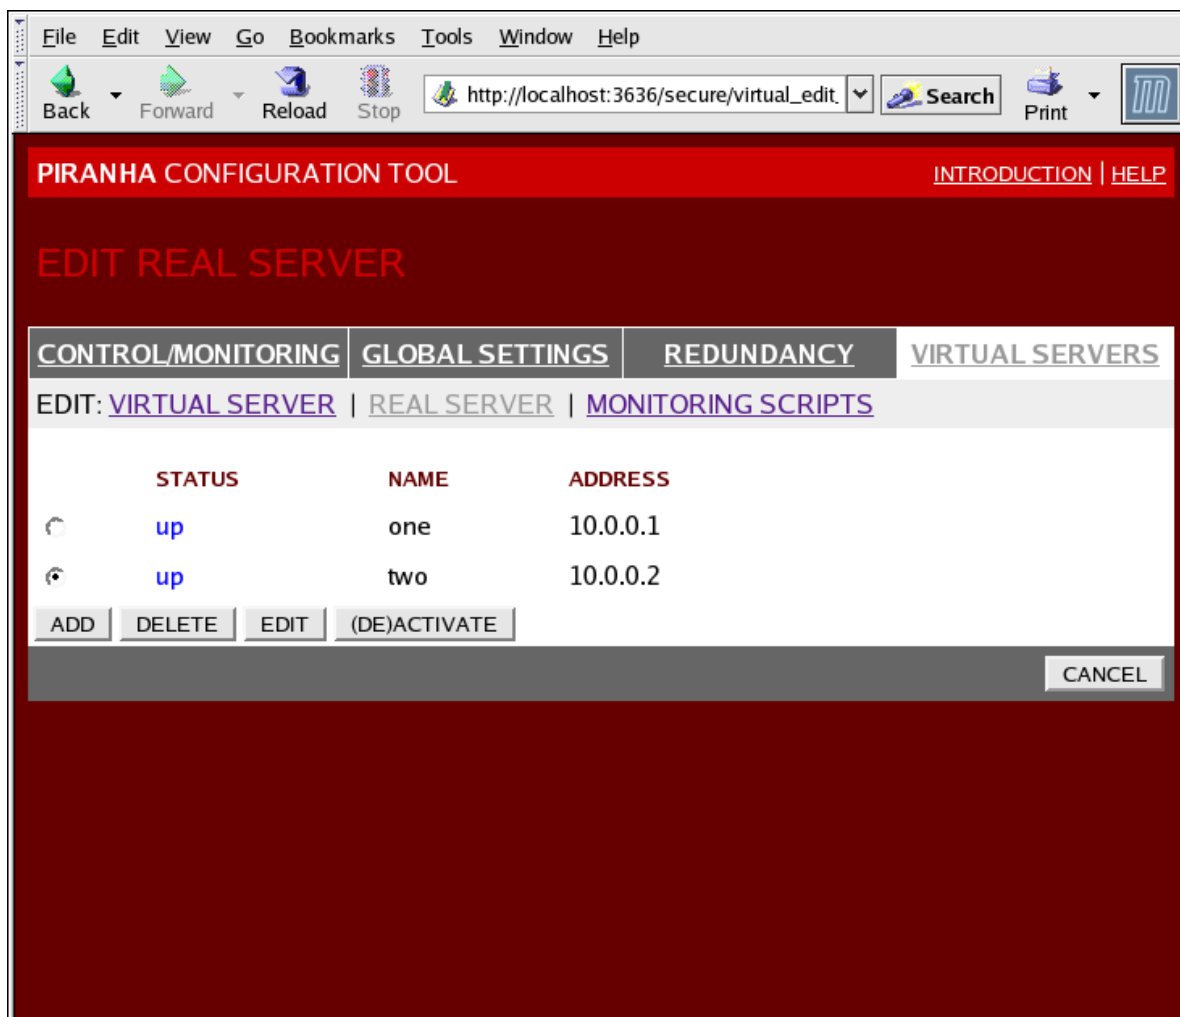 File Edit View Go Bookmarks Tools Window Help
Back Forward Reload Stop http://localhost:3636/secure/virtual_edit_ Search Print
PIRANHA CONFIGURATION TOOL INTRODUCTION | HELP
EDIT REAL SERVER
CONTROL/MONITORING GLOBAL SETTINGS REDUNDANCY VIRTUAL SERVERS
EDIT: VIRTUAL SERVER | REAL SERVER | MONITORING SCRIPTS
STATUS NAME ADDRESS
up one 10.0.0.1
up two 10.0.0.2
ADD DELETE EDIT (DE)ACTIVATE
CANCEL